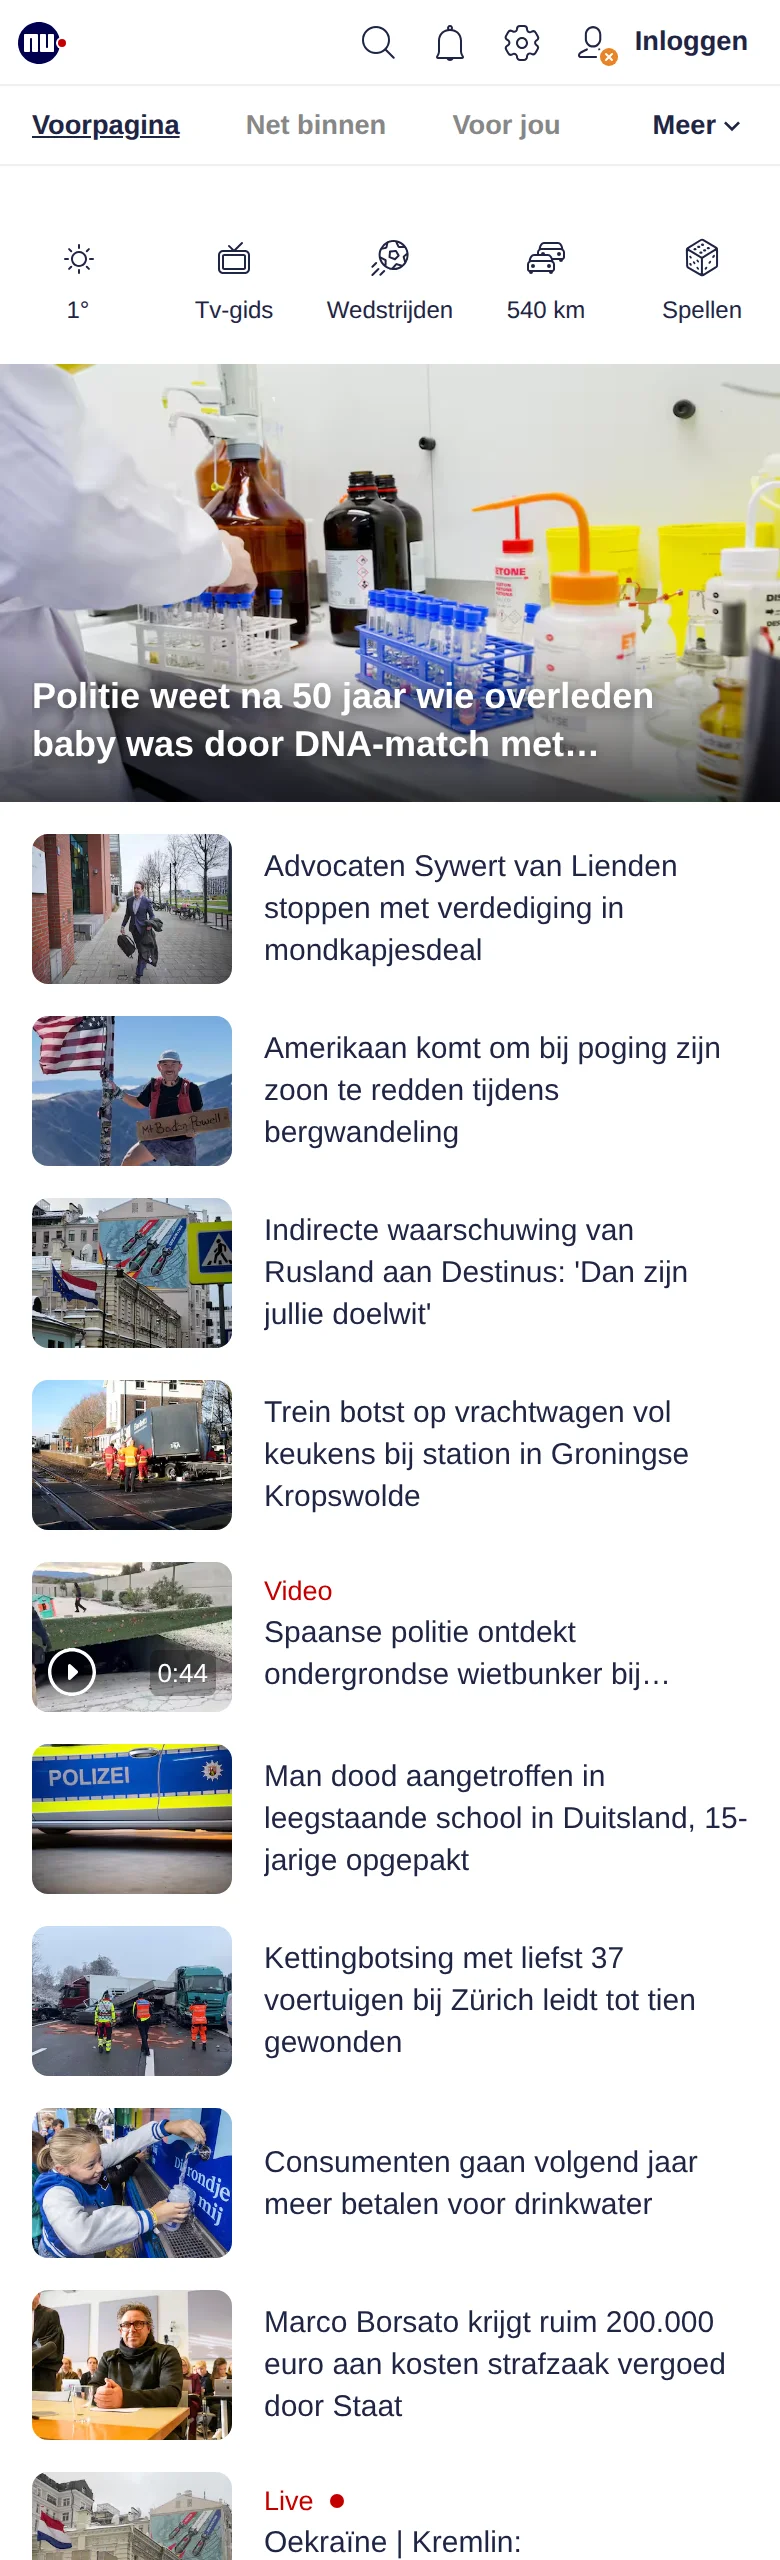 nu
Inloggen
Voorpagina
Net binnen
Voor jou
Meer
1°
Tv-gids
Wedstrijden
540 km
Spellen
ETONE
Politie weet na 50 jaar wie overleden
baby was door DNA-match met…
Advocaten Sywert van Lienden
stoppen met verdediging in
mondkapjesdeal
Mt Baden Powell
Amerikaan komt om bij poging zijn
zoon te redden tijdens
bergwandeling
Indirecte waarschuwing van
Rusland aan Destinus: 'Dan zijn
jullie doelwit'
Trein botst op vrachtwagen vol
keukens bij station in Groningse
Kropswolde
0:44
Video
Spaanse politie ontdekt
ondergrondse wietbunker bij…
POLIZEI
Man dood aangetroffen in
leegstaande school in Duitsland, 15-
jarige opgepakt
Kettingbotsing met liefst 37
voertuigen bij Zürich leidt tot tien
gewonden
rondje
mij
Consumenten gaan volgend jaar
meer betalen voor drinkwater
Marco Borsato krijgt ruim 200.000
euro aan kosten strafzaak vergoed
door Staat
Live
Oekraïne | Kremlin: